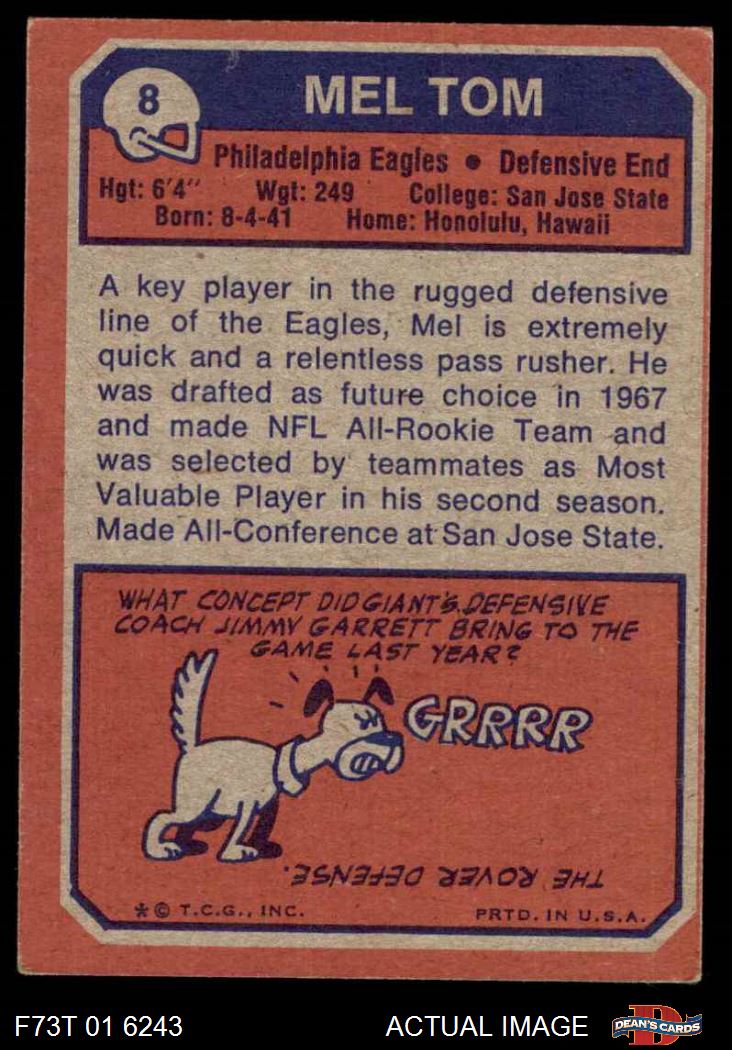 8
MEL TOM
Philadelphia Eagles • Defensive End
Hgt: 6'4" Wgt: 249 College: San Jose State
Born: 8-4-41 Home: Honolulu, Hawaii
A key player in the rugged defensive
line of the Eagles, Mel is extremely
quick and a relentless pass rusher. He
was drafted as future choice in 1967
and made NFL All-Rookie Team and
was selected by teammates as Most
Valuable Player in his second season.
Made All-Conference at San Jose State.
WHAT CONCEPT DID GIANT'S DEFENSIVE
COACH JIMMY GARRETT BRING TO THE
GAME LAST YEAR?
GRRRR
THE ROVER DEFENSE.
* © T.C.G., INC. PRTD. IN U.S.A.
F73T 01 6243 ACTUAL IMAGE
D
DEAN'S CARDS